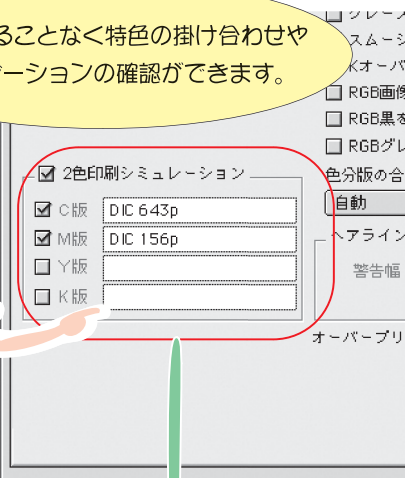 ることなく特色の掛け合わせや
ーションの確認ができます。
スムーシ
Kオーバ
RGB画像
RGB黒を
RGBグレ
色分版の合
自動
ヘアライン
警告幅
オーバープリ
2色印刷シミュレーション
C版 DIC 643p
M版 DIC 156p
Y版
K版